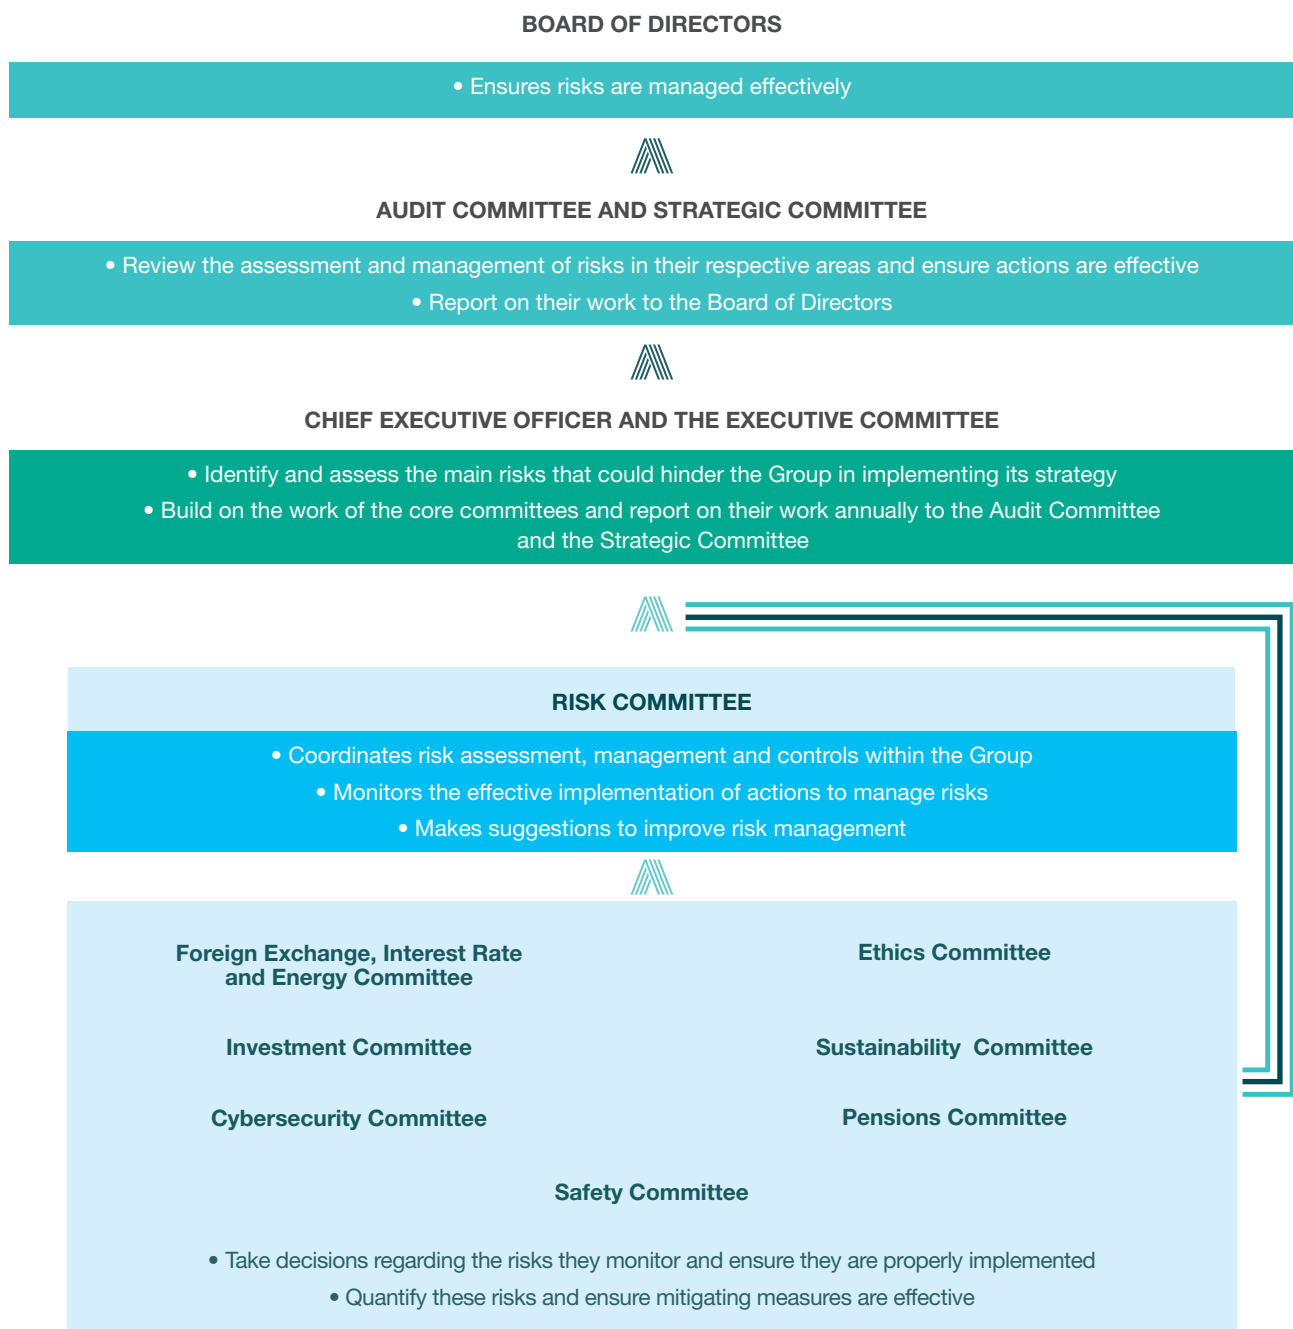 BOARD OF DIRECTORS
• Ensures risks are managed effectively
AUDIT COMMITTEE AND STRATEGIC COMMITTEE
• Review the assessment and management of risks in their respective areas and ensure actions are effective
• Report on their work to the Board of Directors
CHIEF EXECUTIVE OFFICER AND THE EXECUTIVE COMMITTEE
• Identify and assess the main risks that could hinder the Group in implementing its strategy
• Build on the work of the core committees and report on their work annually to the Audit Committee
and the Strategic Committee
RISK COMMITTEE
• Coordinates risk assessment, management and controls within the Group
• Monitors the effective implementation of actions to manage risks
• Makes suggestions to improve risk management
Foreign Exchange, Interest Rate
and Energy Committee
Ethics Committee
Investment Committee
Sustainability Committee
Cybersecurity Committee
Pensions Committee
Safety Committee
• Take decisions regarding the risks they monitor and ensure they are properly implemented
• Quantify these risks and ensure mitigating measures are effective